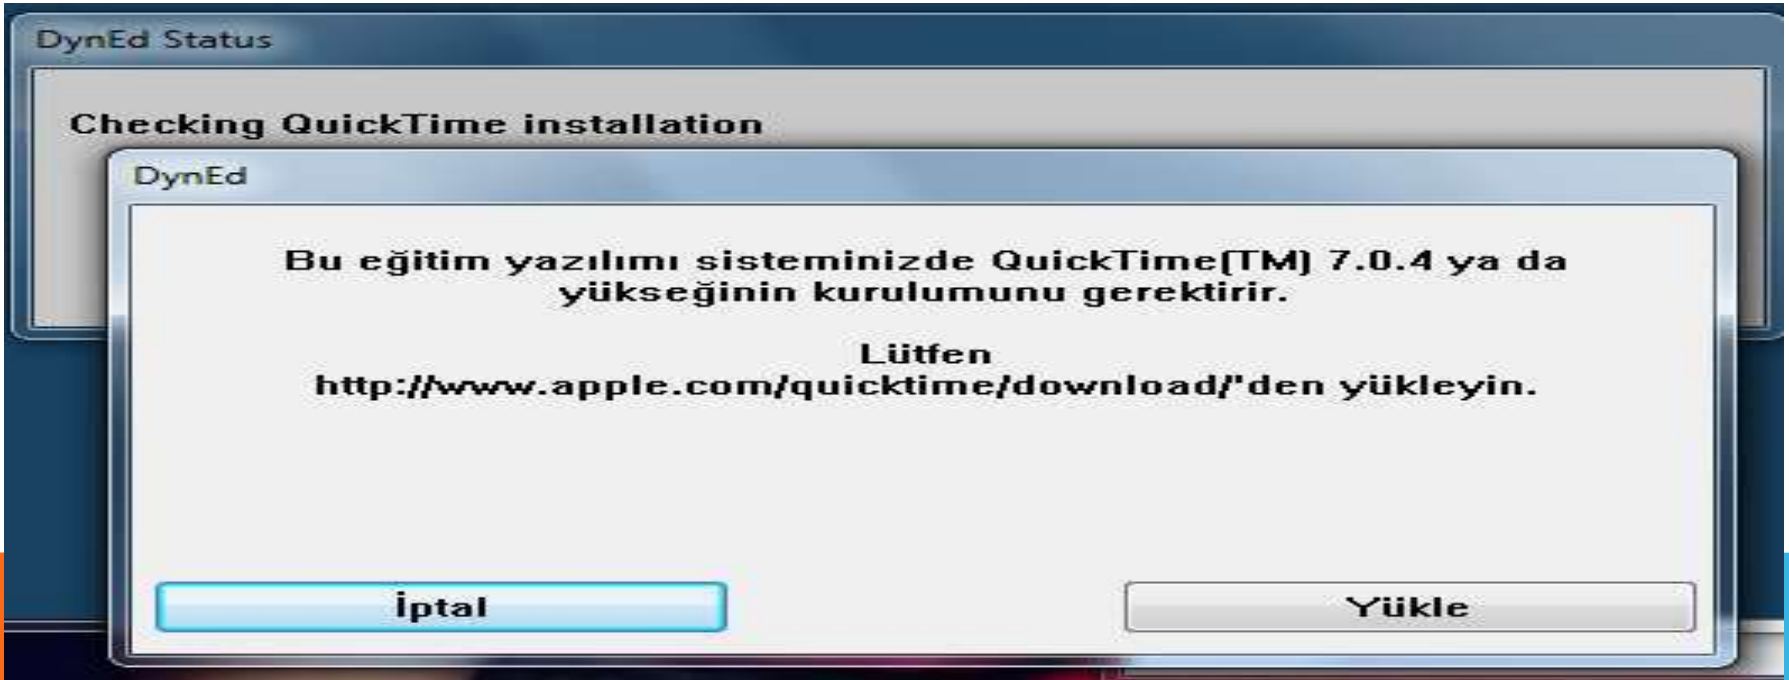 DynEd Status
Checking QuickTime installation
DynEd
Bu eğitim yazılımı sisteminizde QuickTime(TM) 7.0.4 ya da
yükseğinin kurulumunu gerektirir.
Lütfen
http://www.apple.com/quicktime/download/'den yükleyin.
İptal
Yükle